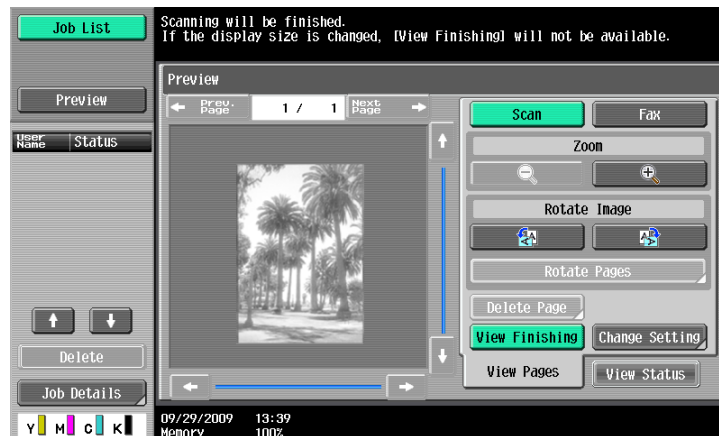 Job List
Scanning will be finished.
If the display size is changed, [View Finishing] will not be available.
Preview
Preview
Prev. Page
1 / 1
Next Page
Scan
Fax
User Name
Status
Zoom
Rotate Image
Rotate Pages
Delete Page
View Finishing
Change Setting
Delete
View Pages
View Status
Job Details
Y M C K
09/29/2009 13:39
Memory 100%